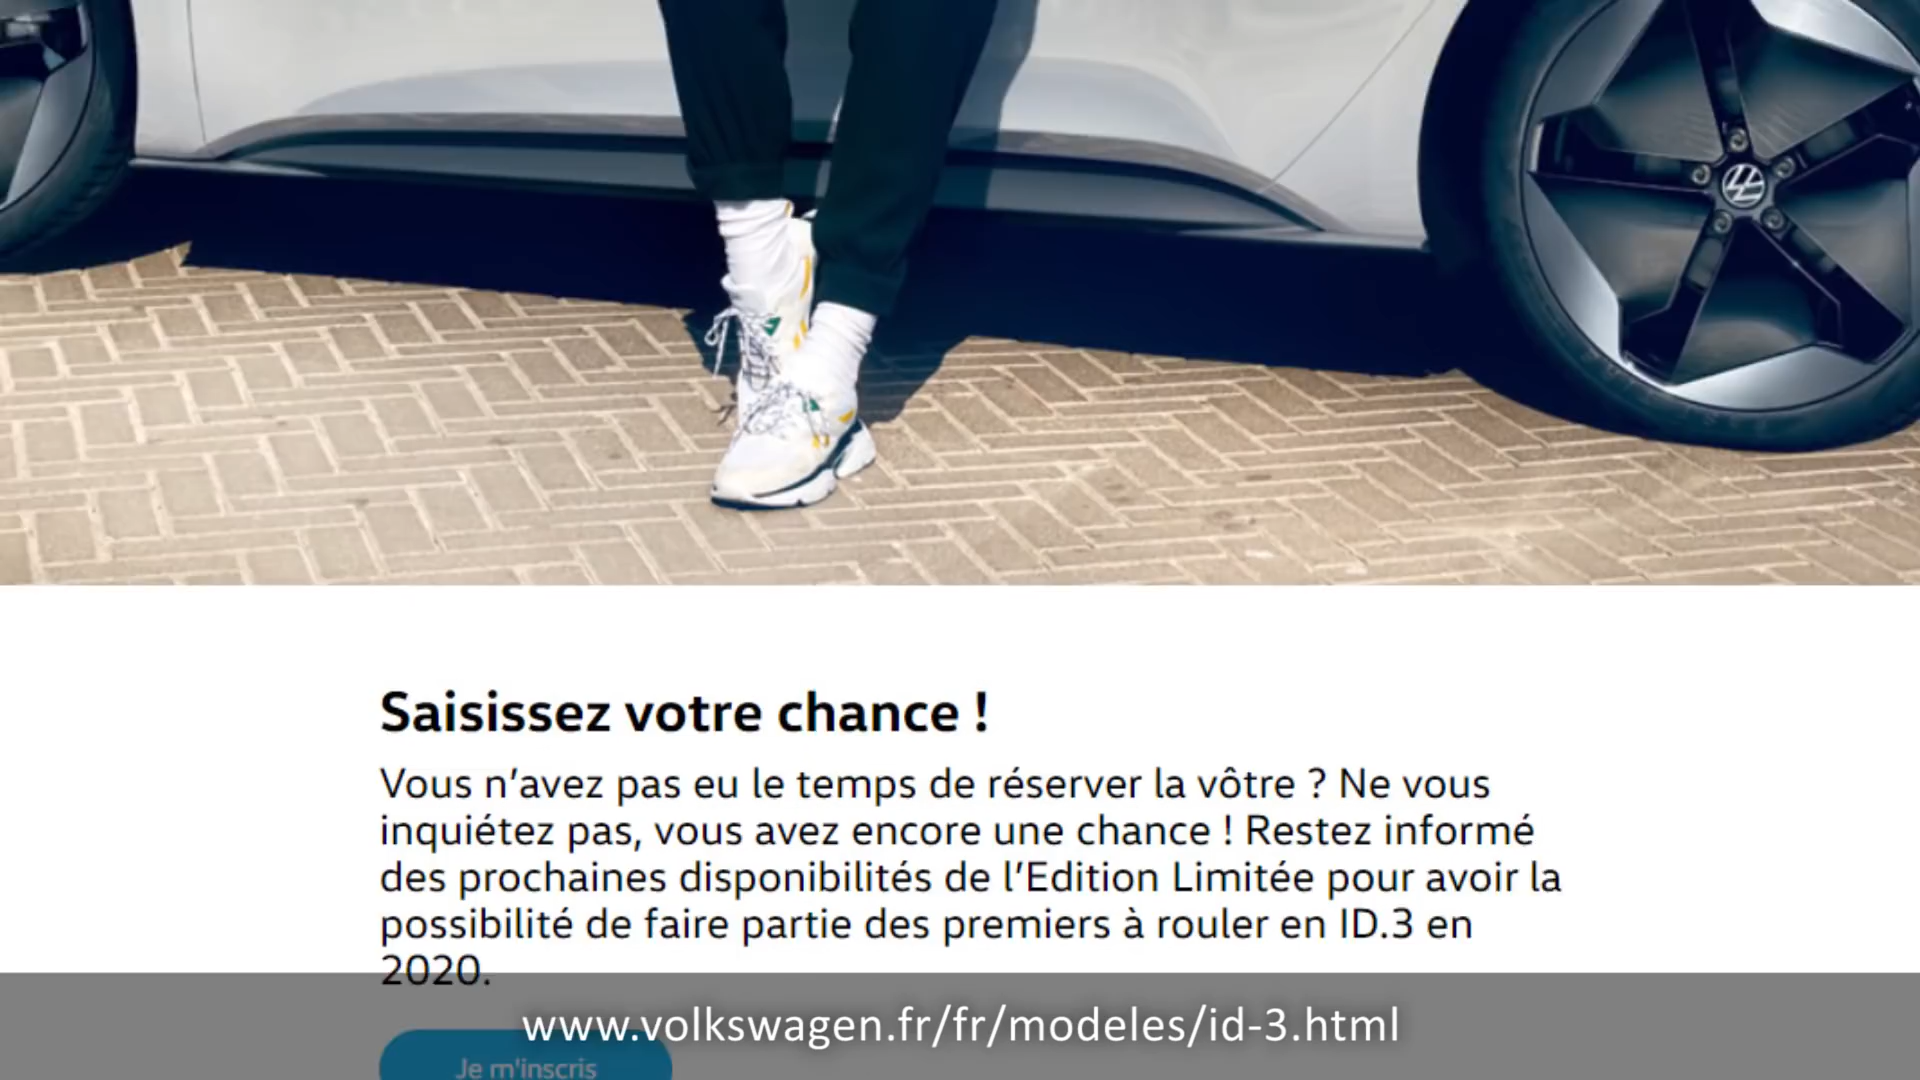 Saisissez votre chance !
Vous n’avez pas eu le temps de réserver la vôtre ? Ne vous
inquiétez pas, vous avez encore une chance ! Restez informé
des prochaines disponibilités de l’Edition Limitée pour avoir la
possibilité de faire partie des premiers à rouler en ID.3 en
2020.
www.volkswagen.fr/fr/modeles/id-3.html
Je m'inscris